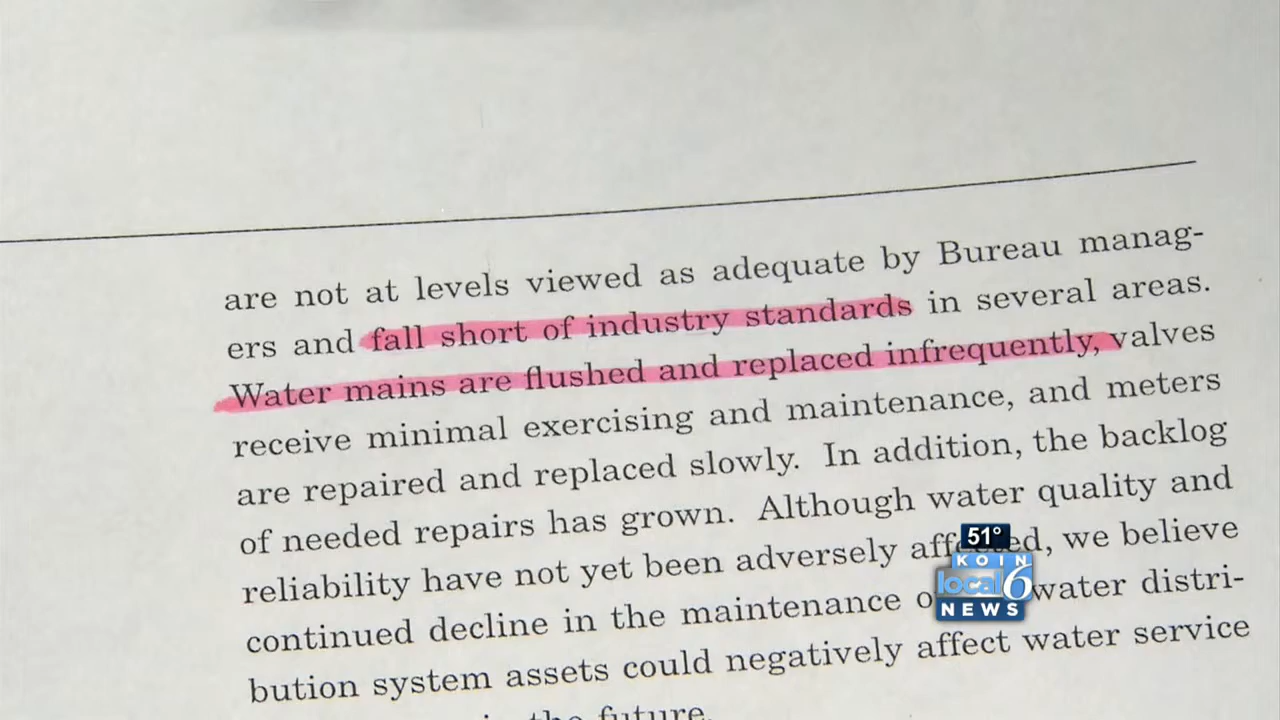 are not at levels viewed as adequate by Bureau manag-
ers and fall short of industry standards in several areas.
Water mains are flushed and replaced infrequently, valves
receive minimal exercising and maintenance, and meters
are repaired and replaced slowly. In addition, the backlog
of needed repairs has grown. Although water quality and
reliability have not yet been adversely affected, we believe
continued decline in the maintenance water distri-
bution system assets could negatively affect water service
in the future.
51°
KOIN
local 6
NEWS